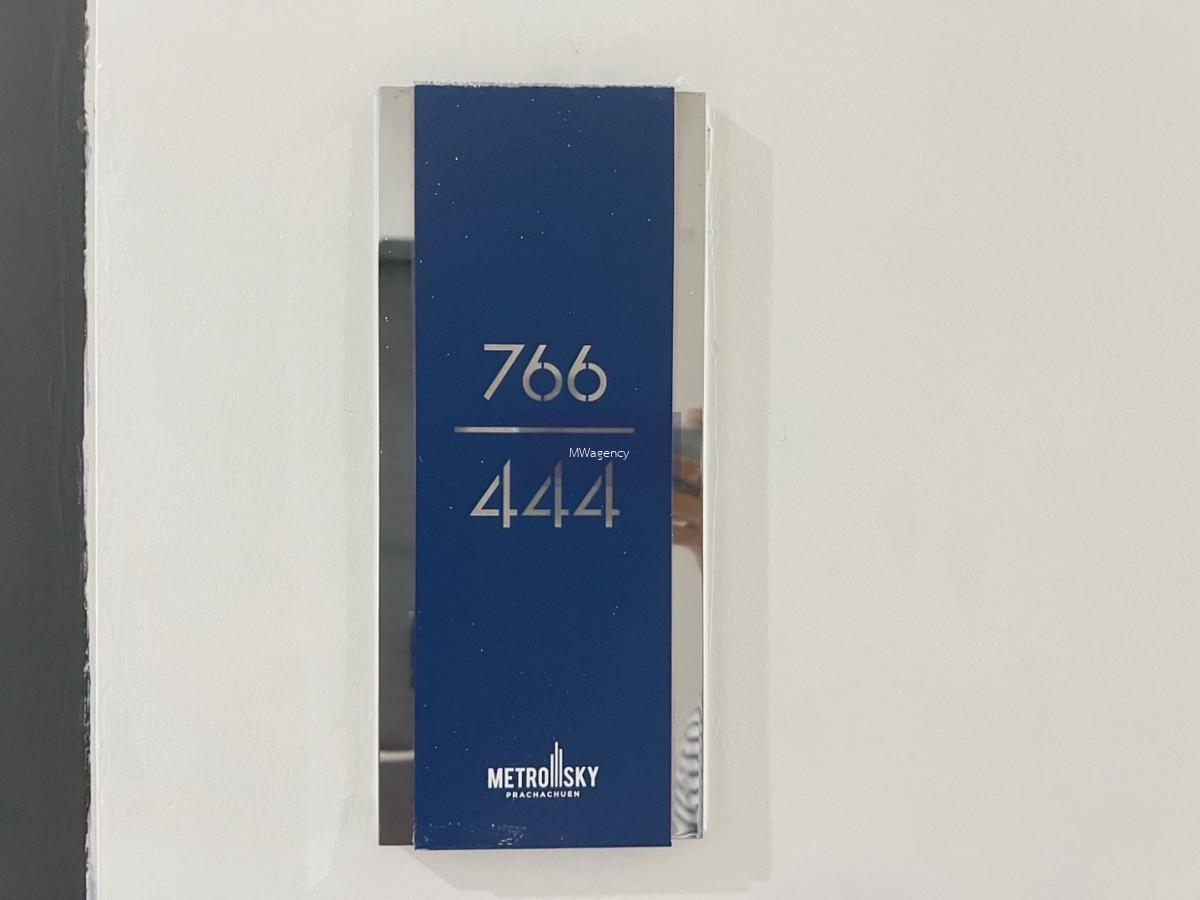 766
MWagency
444
METRO SKY
PRACHACHUEN